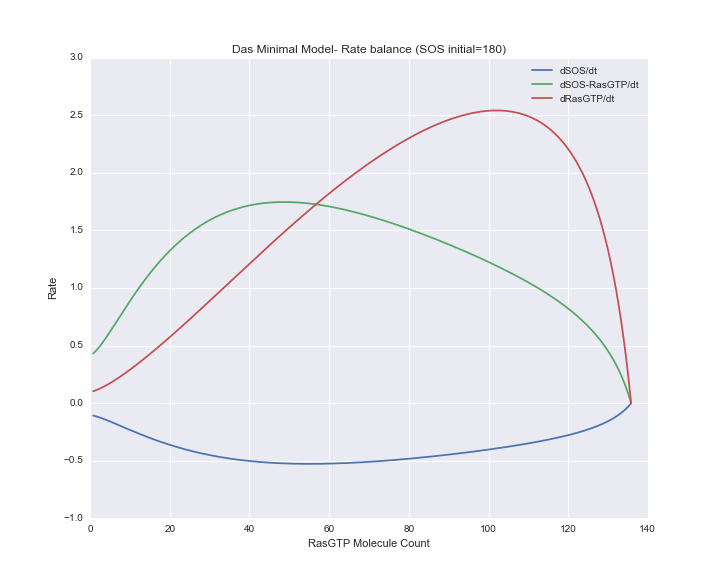 Das Minimal Model- Rate balance (SOS initial=180)
3.0
2.5
2.0
1.5
1.0
0.5
0.0
−0.5
−1.0
Rate
dSOS/dt
dSOS-RasGTP/dt
dRasGTP/dt
0 20 40 60 80 100 120 140
RasGTP Molecule Count